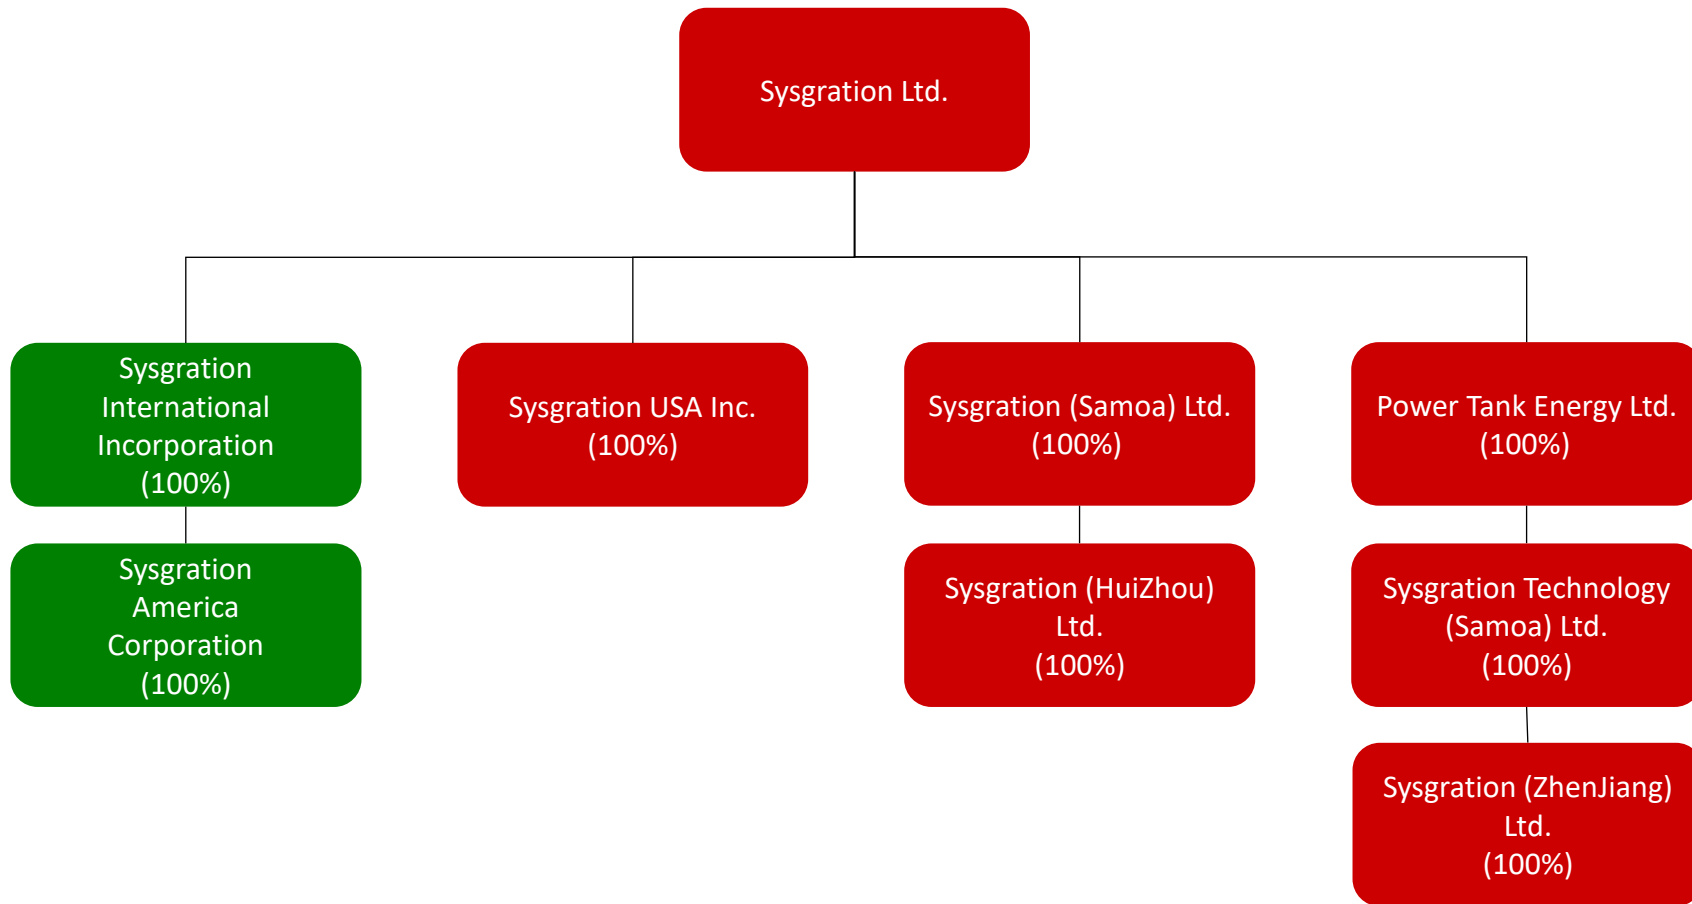 Sysgration Ltd.
Sysgration
International
Incorporation
(100%)
Sysgration USA Inc.
(100%)
Sysgration (Samoa) Ltd.
(100%)
Power Tank Energy Ltd.
(100%)
Sysgration
America
Corporation
(100%)
Sysgration (HuiZhou)
Ltd.
(100%)
Sysgration Technology
(Samoa) Ltd.
(100%)
Sysgration (ZhenJiang)
Ltd.
(100%)